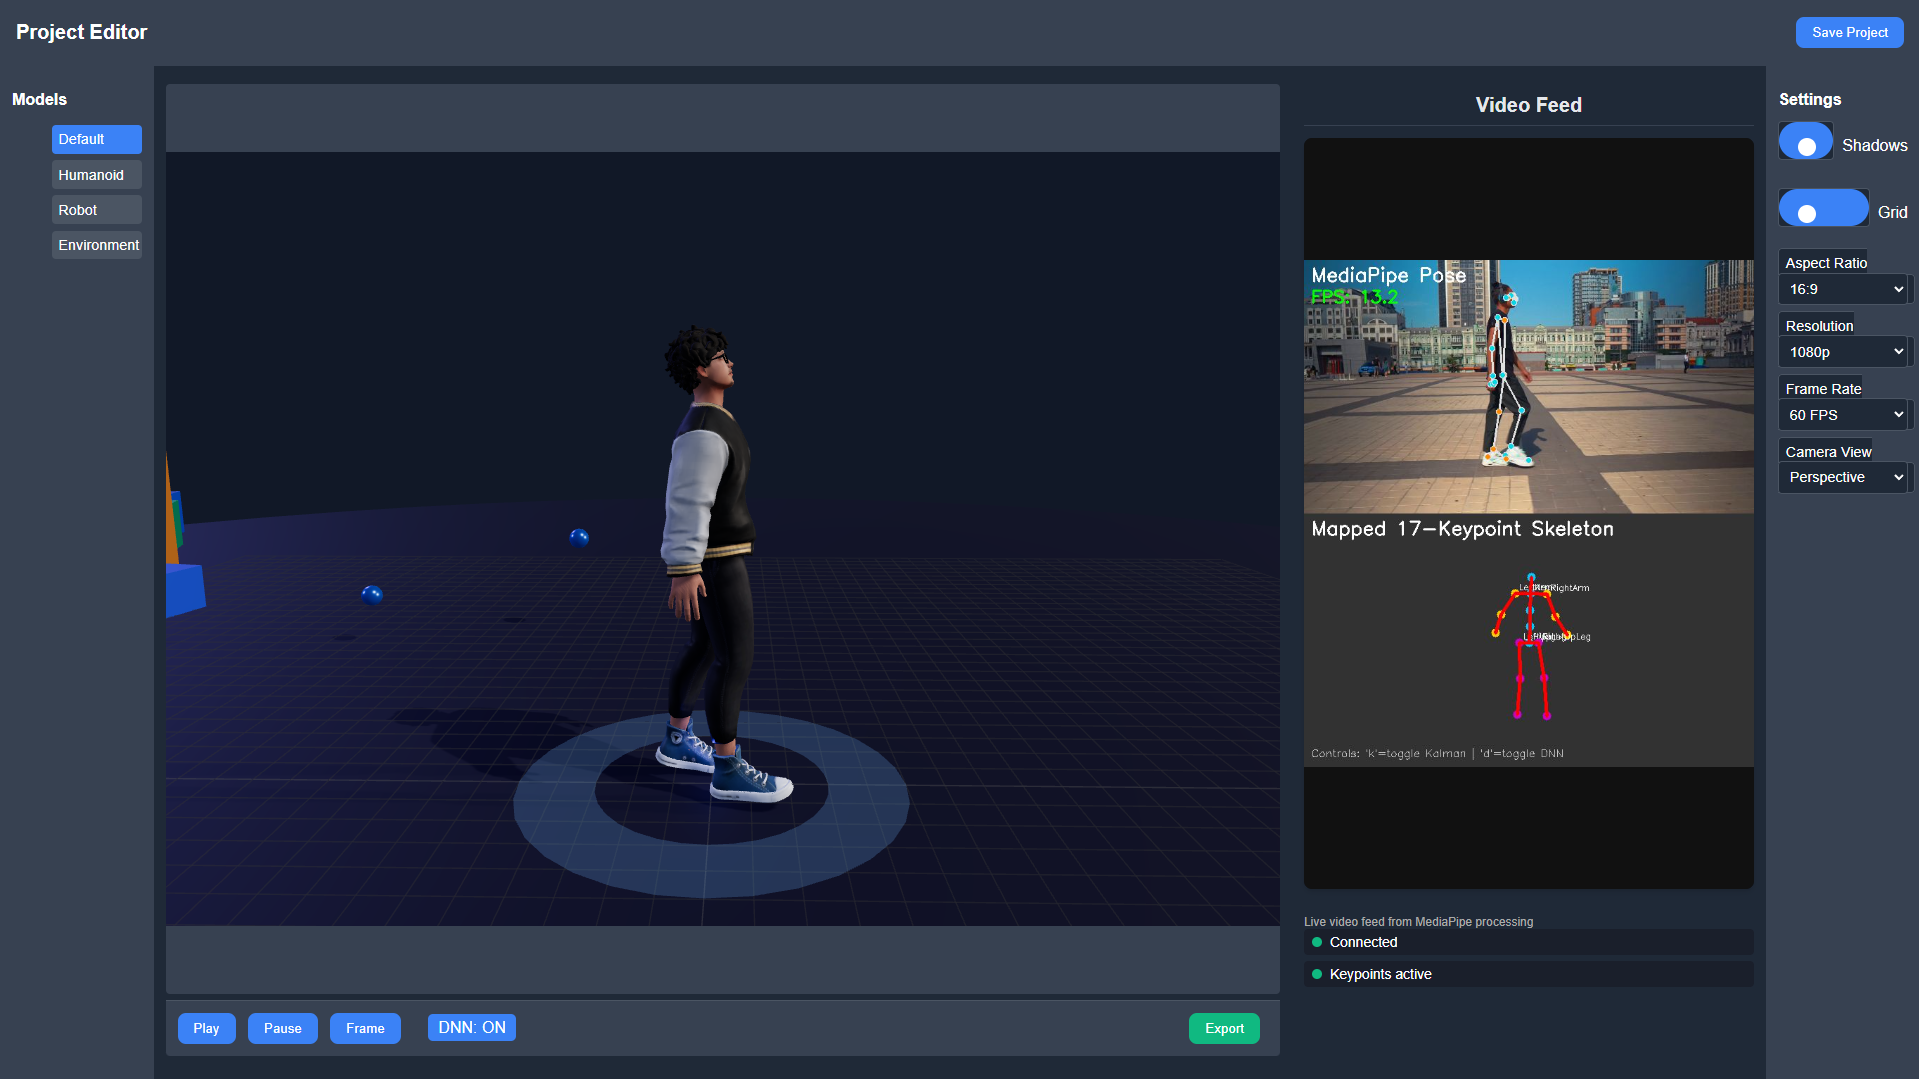 Project Editor
Save Project
Models
Default
Humanoid
Robot
Environment
Video Feed
MediaPipe Pose
FPS: 13.2
Mapped 17-Keypoint Skeleton
RightArm
Leg
Controls: 'k'=toggle Kalman | 'd'=toggle DNN
Live video feed from MediaPipe processing
Connected
Keypoints active
Settings
Shadows
Grid
Aspect Ratio
16:9
Resolution
1080p
Frame Rate
60 FPS
Camera View
Perspective
Play
Pause
Frame
DNN: ON
Export